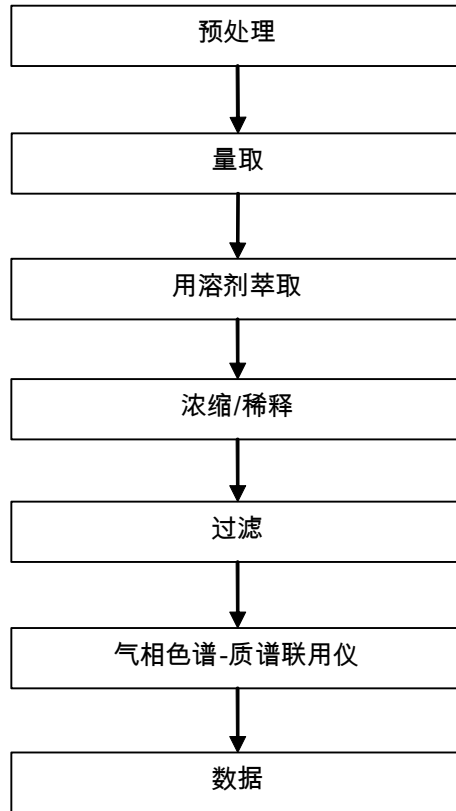 预处理
量取
用溶剂萃取
浓缩/稀释
过滤
气相色谱-质谱联用仪
数据